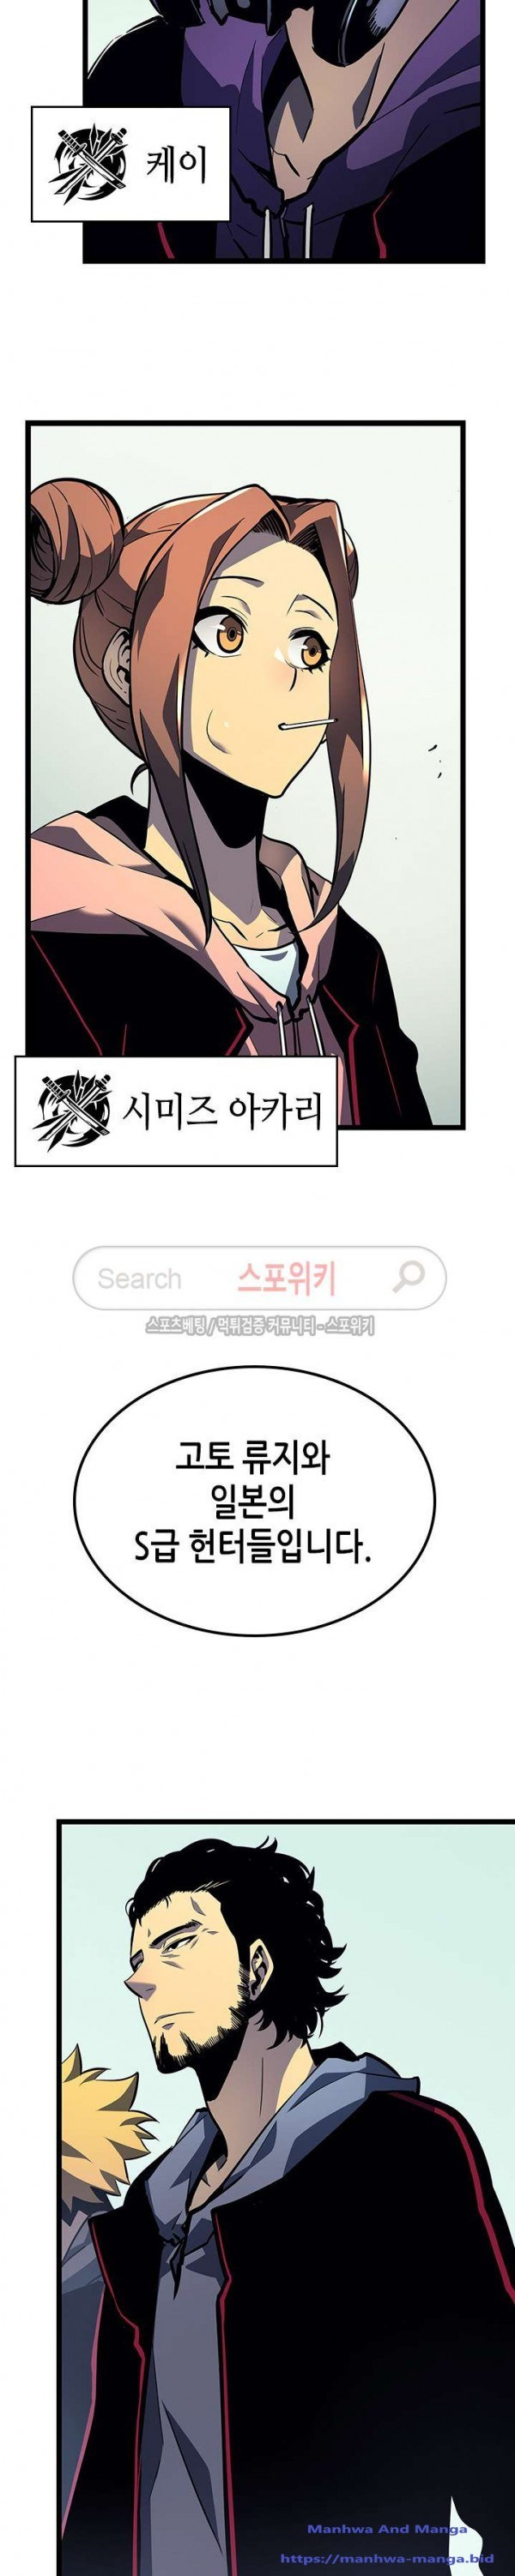 케이
시미즈 아카리
Search 스포위키
스포츠베팅 / 먹튀검증 커뮤니티 - 스포위키
고토 류지와
일본의
S급 헌터들입니다.
Manhwa And Manga
https://manhwa-manga.bid